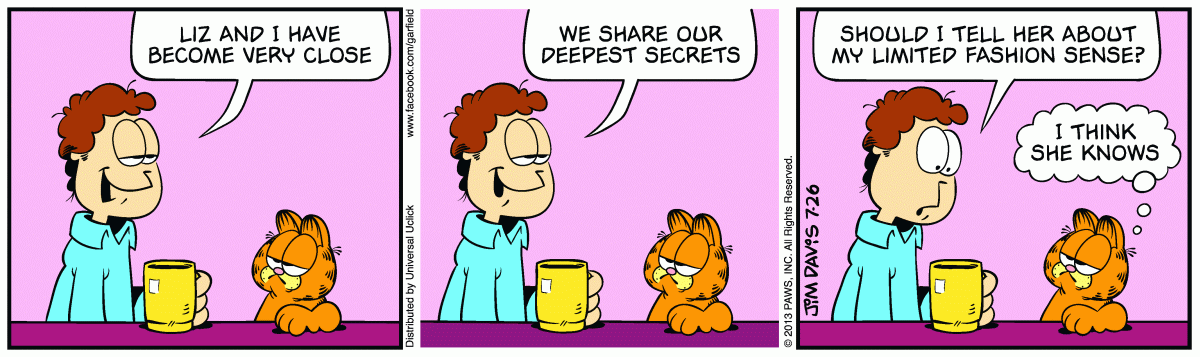 LIZ AND I HAVE
BECOME VERY CLOSE
www.facebook.com/garfield
Distributed by Universal Uclick
WE SHARE OUR
DEEPEST SECRETS
© 2013 PAWS, INC. All Rights Reserved.
SHOULD I TELL HER ABOUT
MY LIMITED FASHION SENSE?
I THINK
SHE KNOWS
JIM DAVIS 7-26